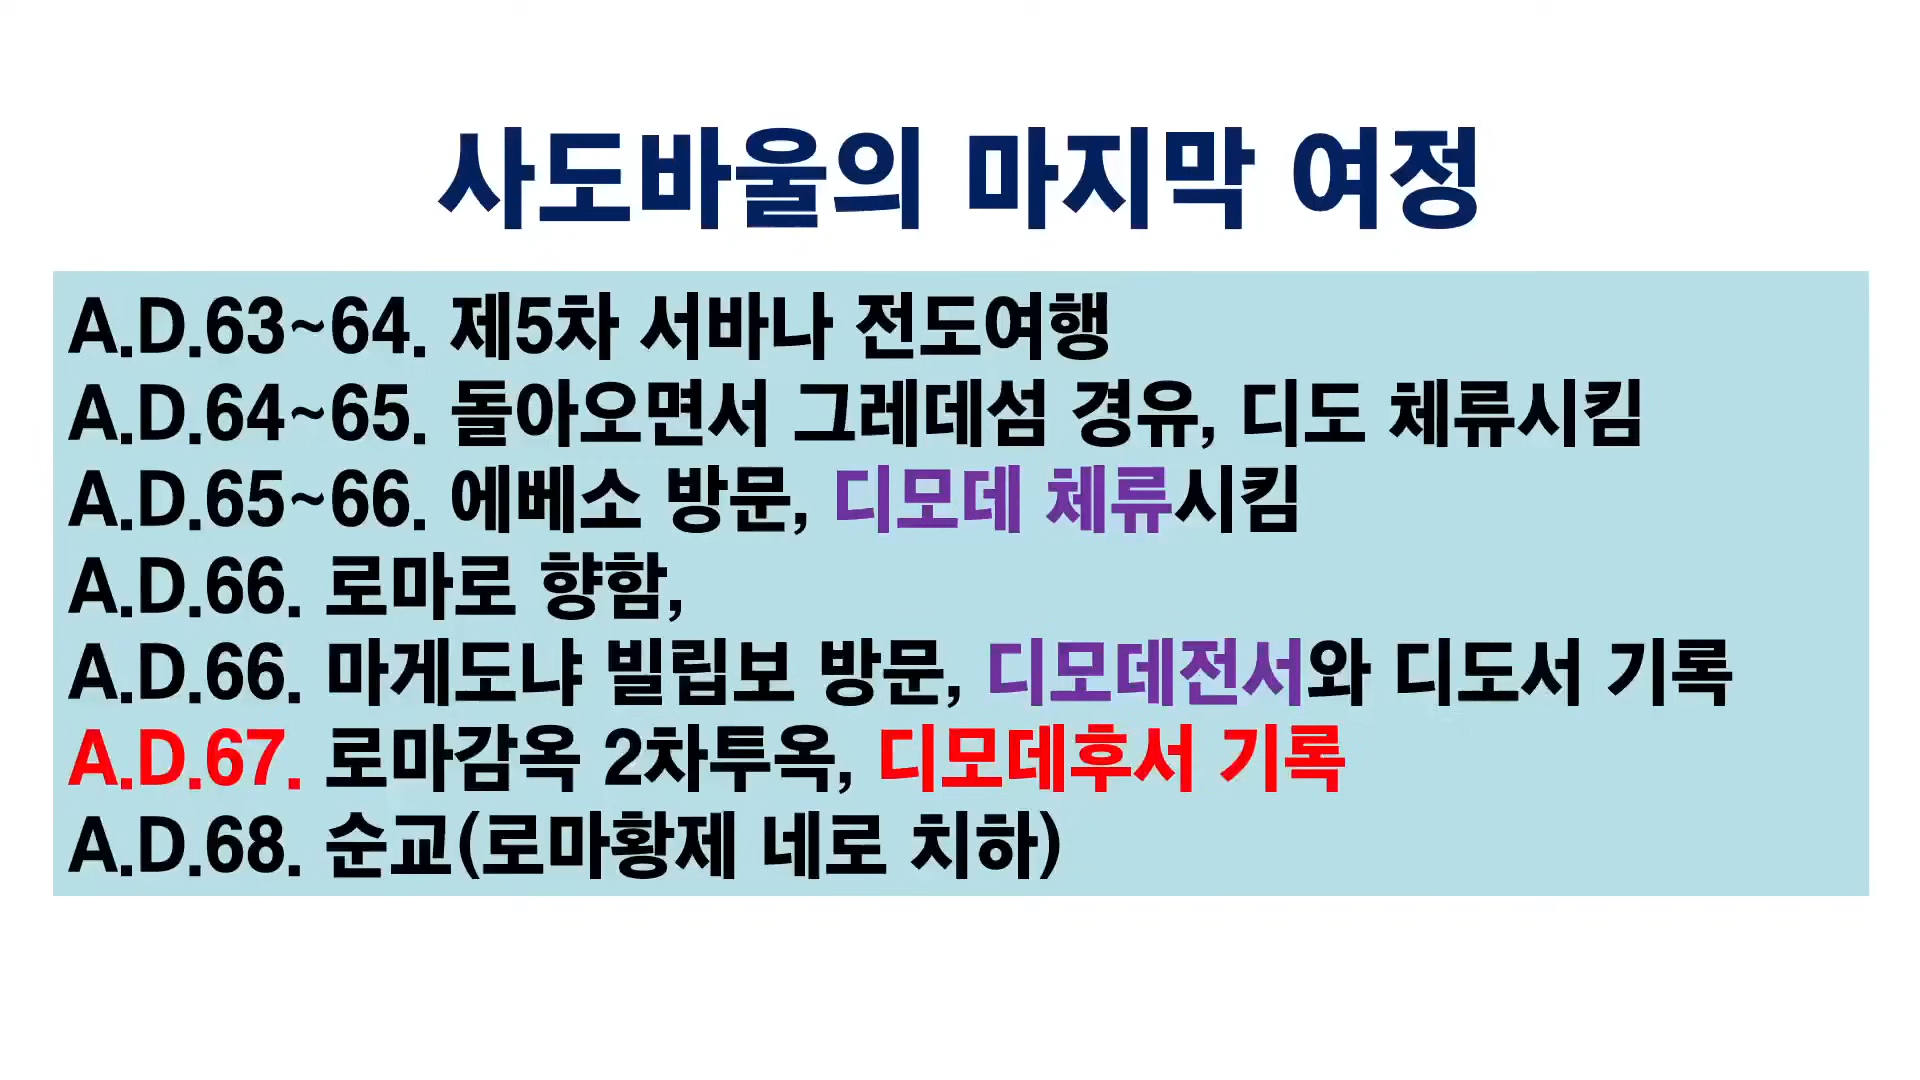 사도바울의 마지막 여정
A.D.63~64. 제5차 서바나 전도여행
A.D.64~65. 돌아오면서 그레데섬 경유, 디도 체류시킴
A.D.65~66. 에베소 방문, 디모데 체류시킴
A.D.66. 로마로 향함,
A.D.66. 마게도냐 빌립보 방문, 디모데전서와 디도서 기록
A.D.67. 로마감옥 2차투옥, 디모데후서 기록
A.D.68. 순교(로마황제 네로 치하)